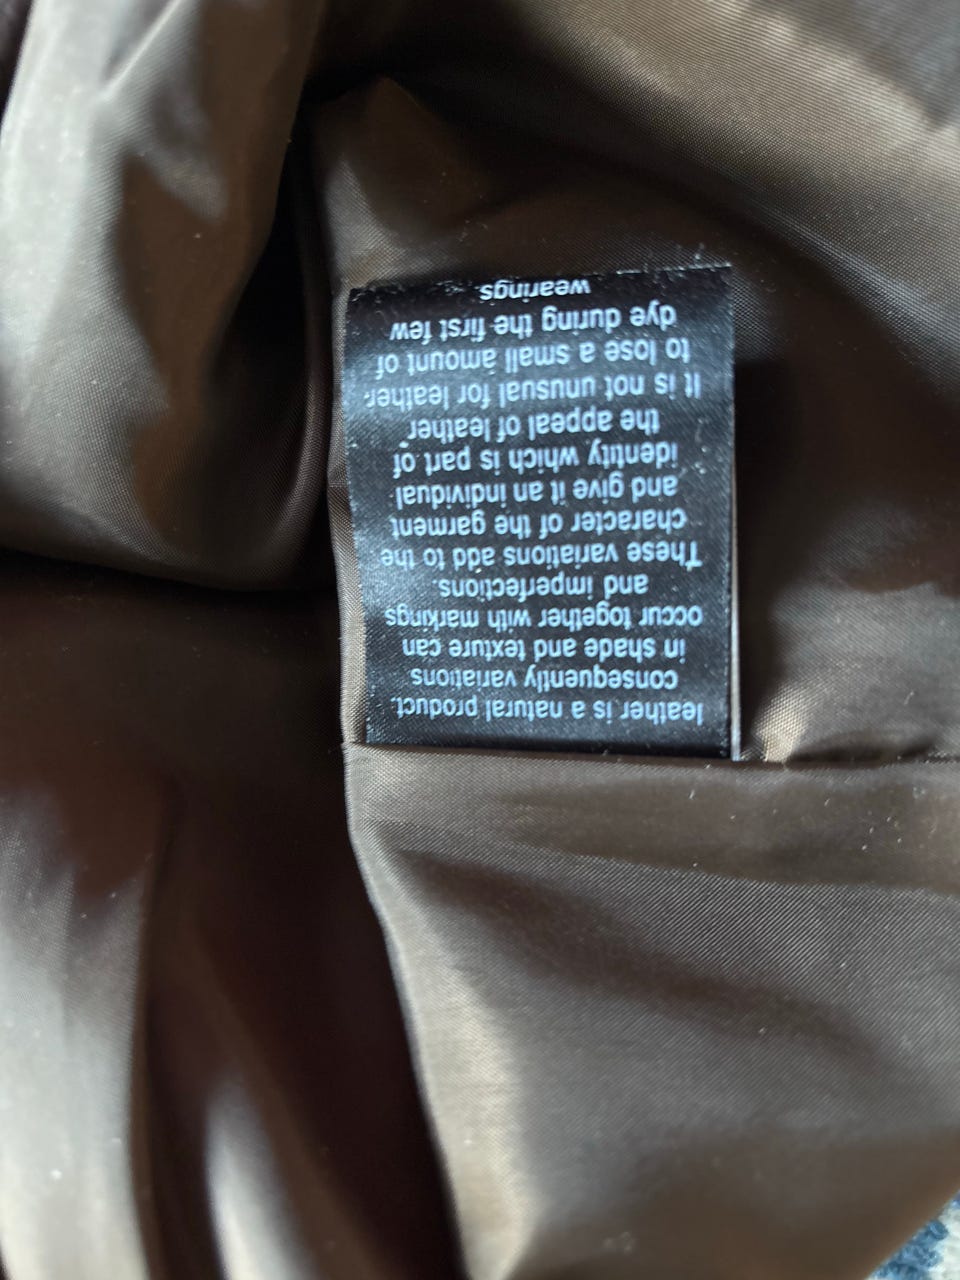 leather is a natural product.
consequently variations
in shade and texture can
occur together with markings
and imperfections.
These variations add to the
character of the garment
and give it an individual
identity which is part of
the appeal of leather
It is not unusual for leather
to lose a small amount of
dye during the first few
wearings.